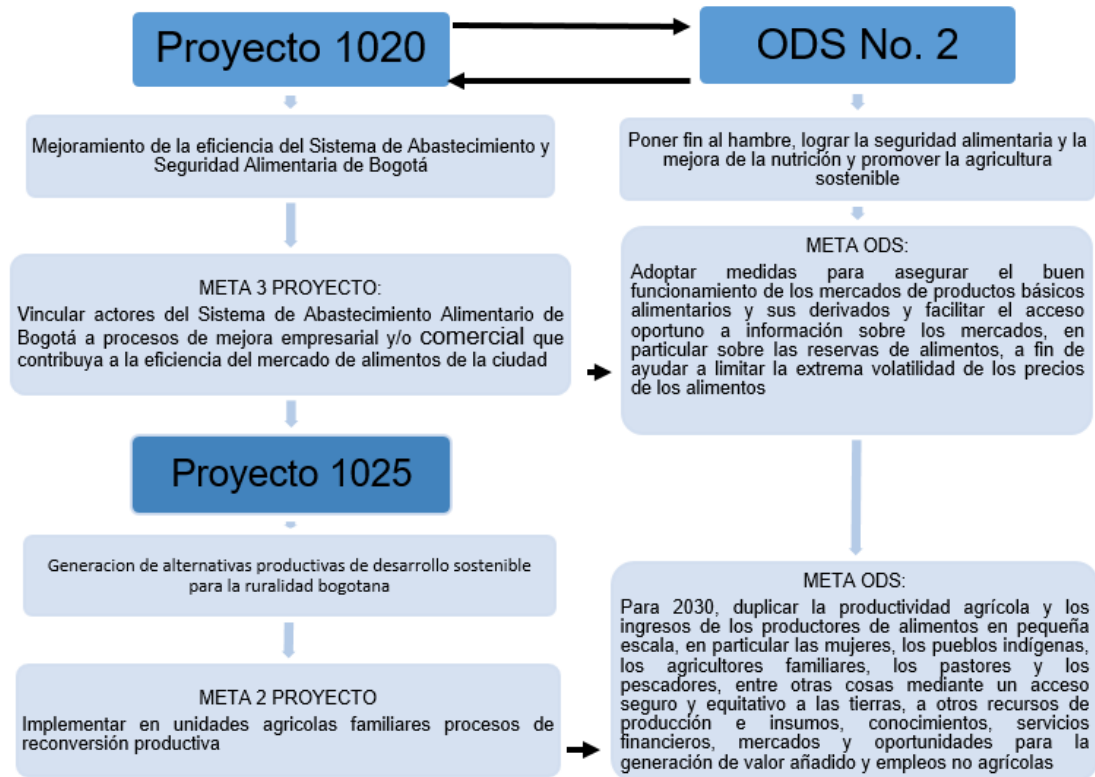 Proyecto 1020
ODS No. 2
Mejoramiento de la eficiencia del Sistema de Abastecimiento y
Seguridad Alimentaria de Bogotá
Poner fin al hambre, lograr la seguridad alimentaria y la
mejora de la nutrición y promover la agricultura
sostenible
META 3 PROYECTO:
Vincular actores del Sistema de Abastecimiento Alimentario de
Bogotá a procesos de mejora empresarial y/o comercial que
contribuya a la eficiencia del mercado de alimentos de la ciudad
META ODS:
Adoptar medidas para asegurar el buen
funcionamiento de los mercados de productos básicos
alimentarios y sus derivados y facilitar el acceso
oportuno a información sobre los mercados, en
particular sobre las reservas de alimentos, a fin de
ayudar a limitar la extrema volatilidad de los precios
de los alimentos
Proyecto 1025
Generacion de alternativas productivas de desarrollo sostenible
para la ruralidad bogotana
META 2 PROYECTO
Implementar en unidades agricolas familiares procesos de
reconversión productiva
META ODS:
Para 2030, duplicar la productividad agrícola y los
ingresos de los productores de alimentos en pequeña
escala, en particular las mujeres, los pueblos indígenas,
los agricultores familiares, los pastores y los
pescadores, entre otras cosas mediante un acceso
seguro y equitativo a las tierras, a otros recursos de
producción e insumos, conocimientos, servicios
financieros, mercados y oportunidades para la
generación de valor añadido y empleos no agrícolas